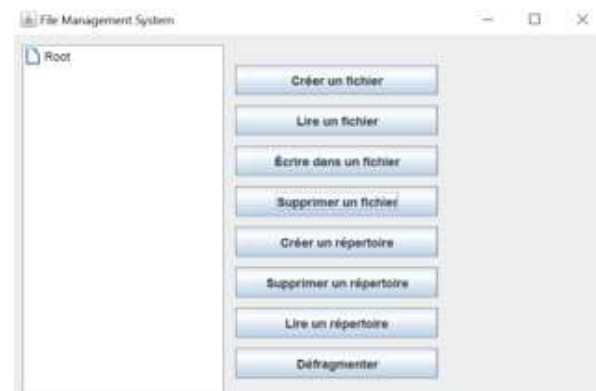 File Management System
Root
Créer un fichier
Lire un fichier
Écrire dans un fichier
Supprimer un fichier
Créer un répertoire
Supprimer un répertoire
Lire un répertoire
Défragmenter